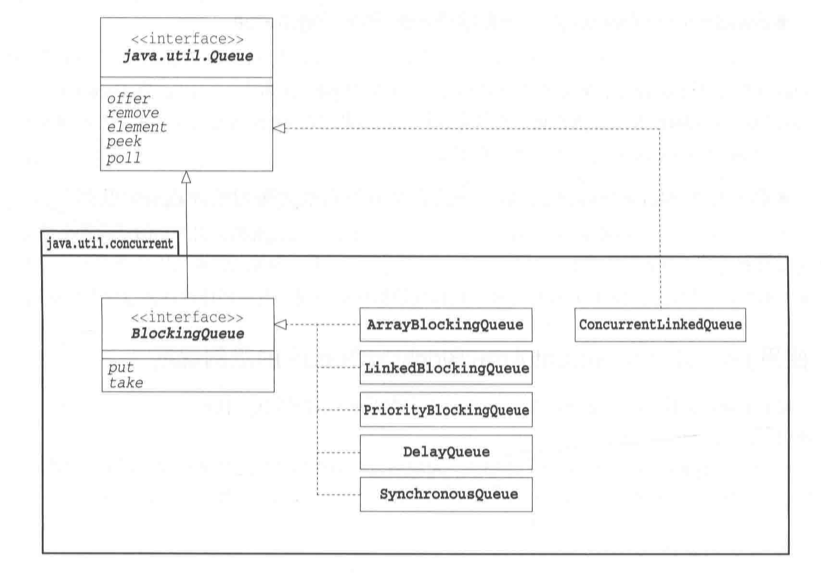 <<interface>>
java.util.Queue
offer
remove
element
peek
poll
java.util.concurrent
<<interface>>
BlockingQueue
put
take
ArrayBlockingQueue
LinkedBlockingQueue
PriorityBlockingQueue
DelayQueue
SynchronousQueue
ConcurrentLinkedQueue